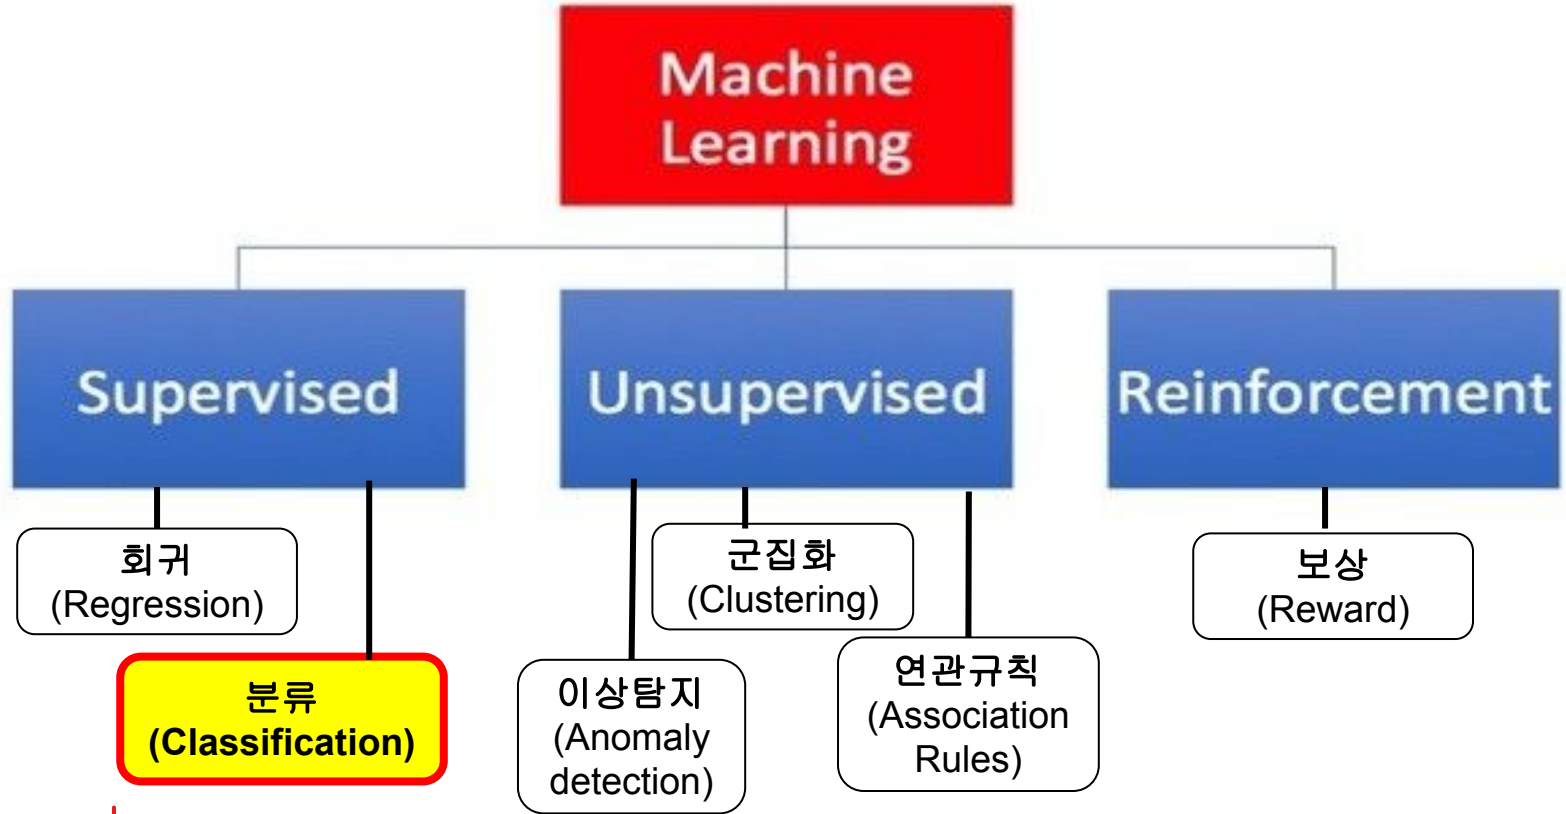 Machine
Learning
Supervised
Unsupervised
Reinforcement
회귀
(Regression)
분류
(Classification)
이상탐지
(Anomaly
detection)
군집화
(Clustering)
연관규칙
(Association
Rules)
보상
(Reward)